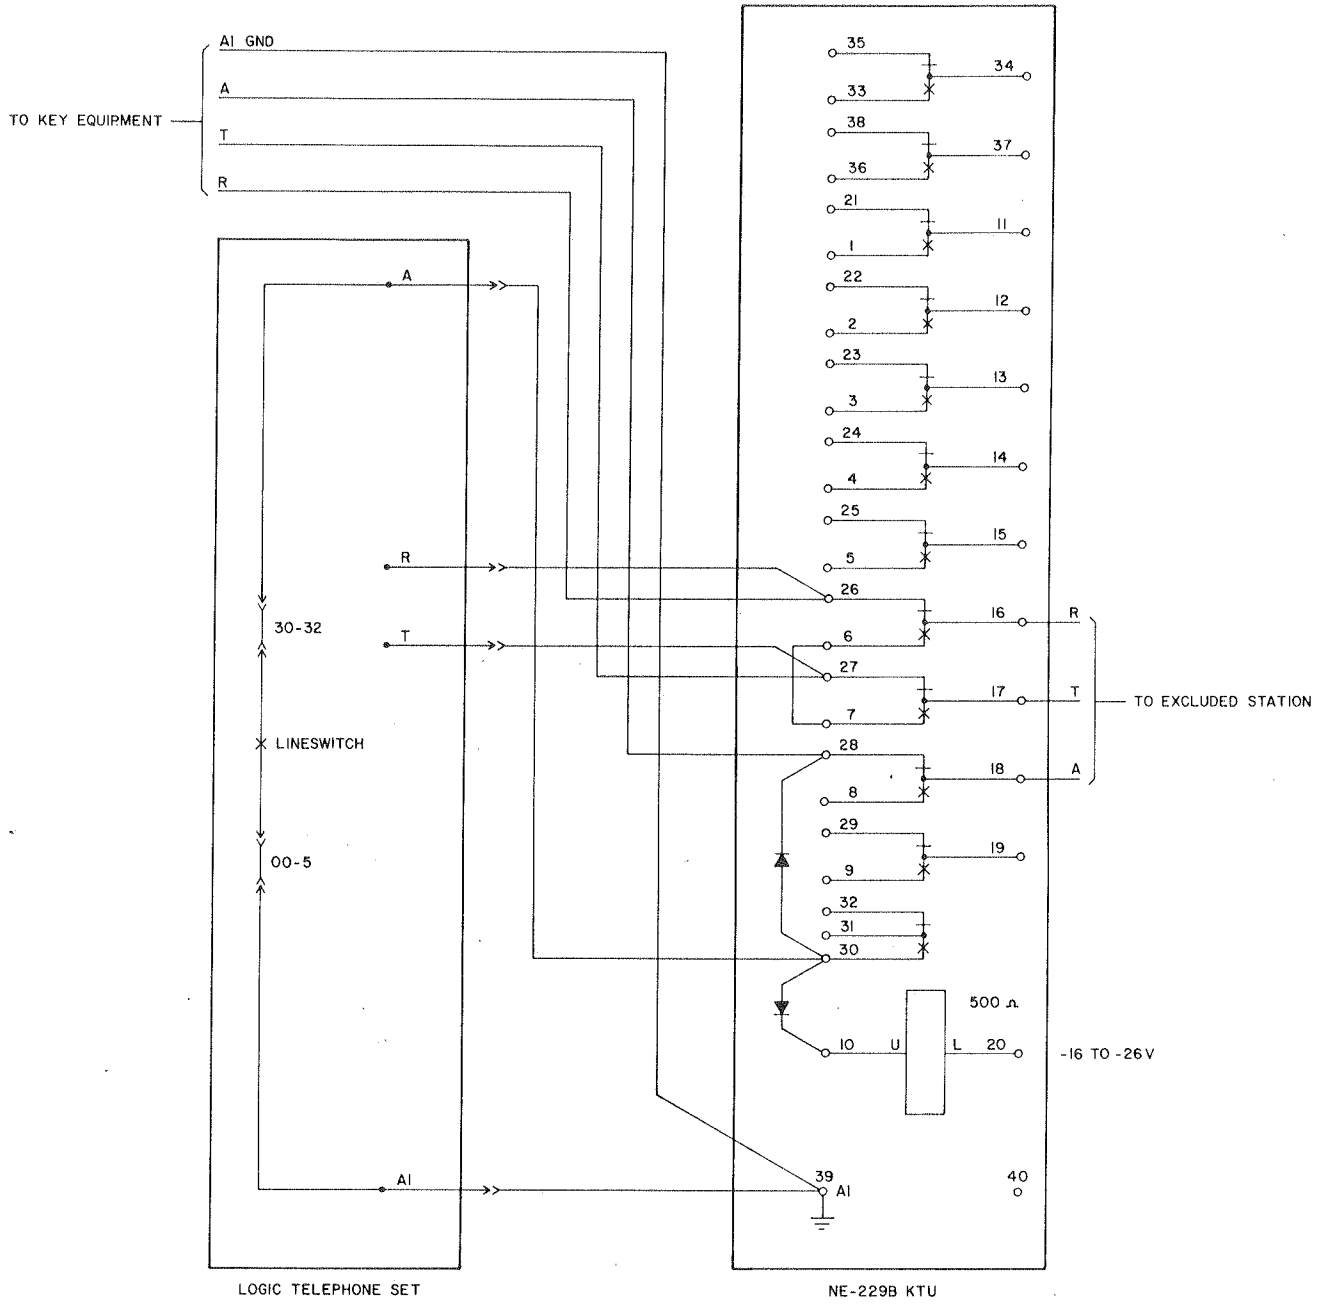 AI GND
A
TO KEY EQUIPMENT
T
R
35
34
33
38
37
36
21
11
1
22
12
2
23
13
3
24
14
4
25
15
5
A
R
26
16 R
30-32
6
T
27
17 T
TO EXCLUDED STATION
7
LINESWITCH
28
18 A
8
29
19
9
00-5
32
31
30
500 Ω
10 U L 20
-16 TO -26V
AI
39
AI
40
LOGIC TELEPHONE SET
NE-229B KTU